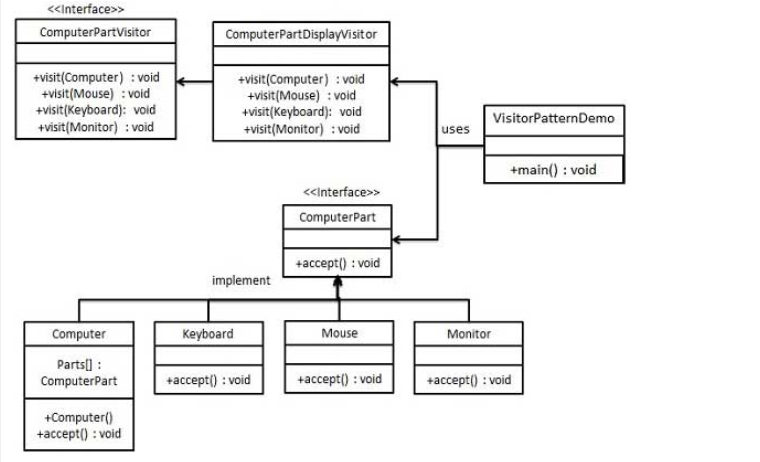 <<Interface>>
ComputerPartVisitor
+visit(Computer) : void
+visit(Mouse) : void
+visit(Keyboard): void
+visit(Monitor) : void
ComputerPartDisplayVisitor
+visit(Computer) : void
+visit(Mouse) : void
+visit(Keyboard): void
+visit(Monitor) : void
uses
VisitorPatternDemo
+main() : void
<<Interface>>
ComputerPart
+accept() : void
implement
Computer
Parts[] :
ComputerPart
+Computer()
+accept() : void
Keyboard
+accept() : void
Mouse
+accept() : void
Monitor
+accept() : void